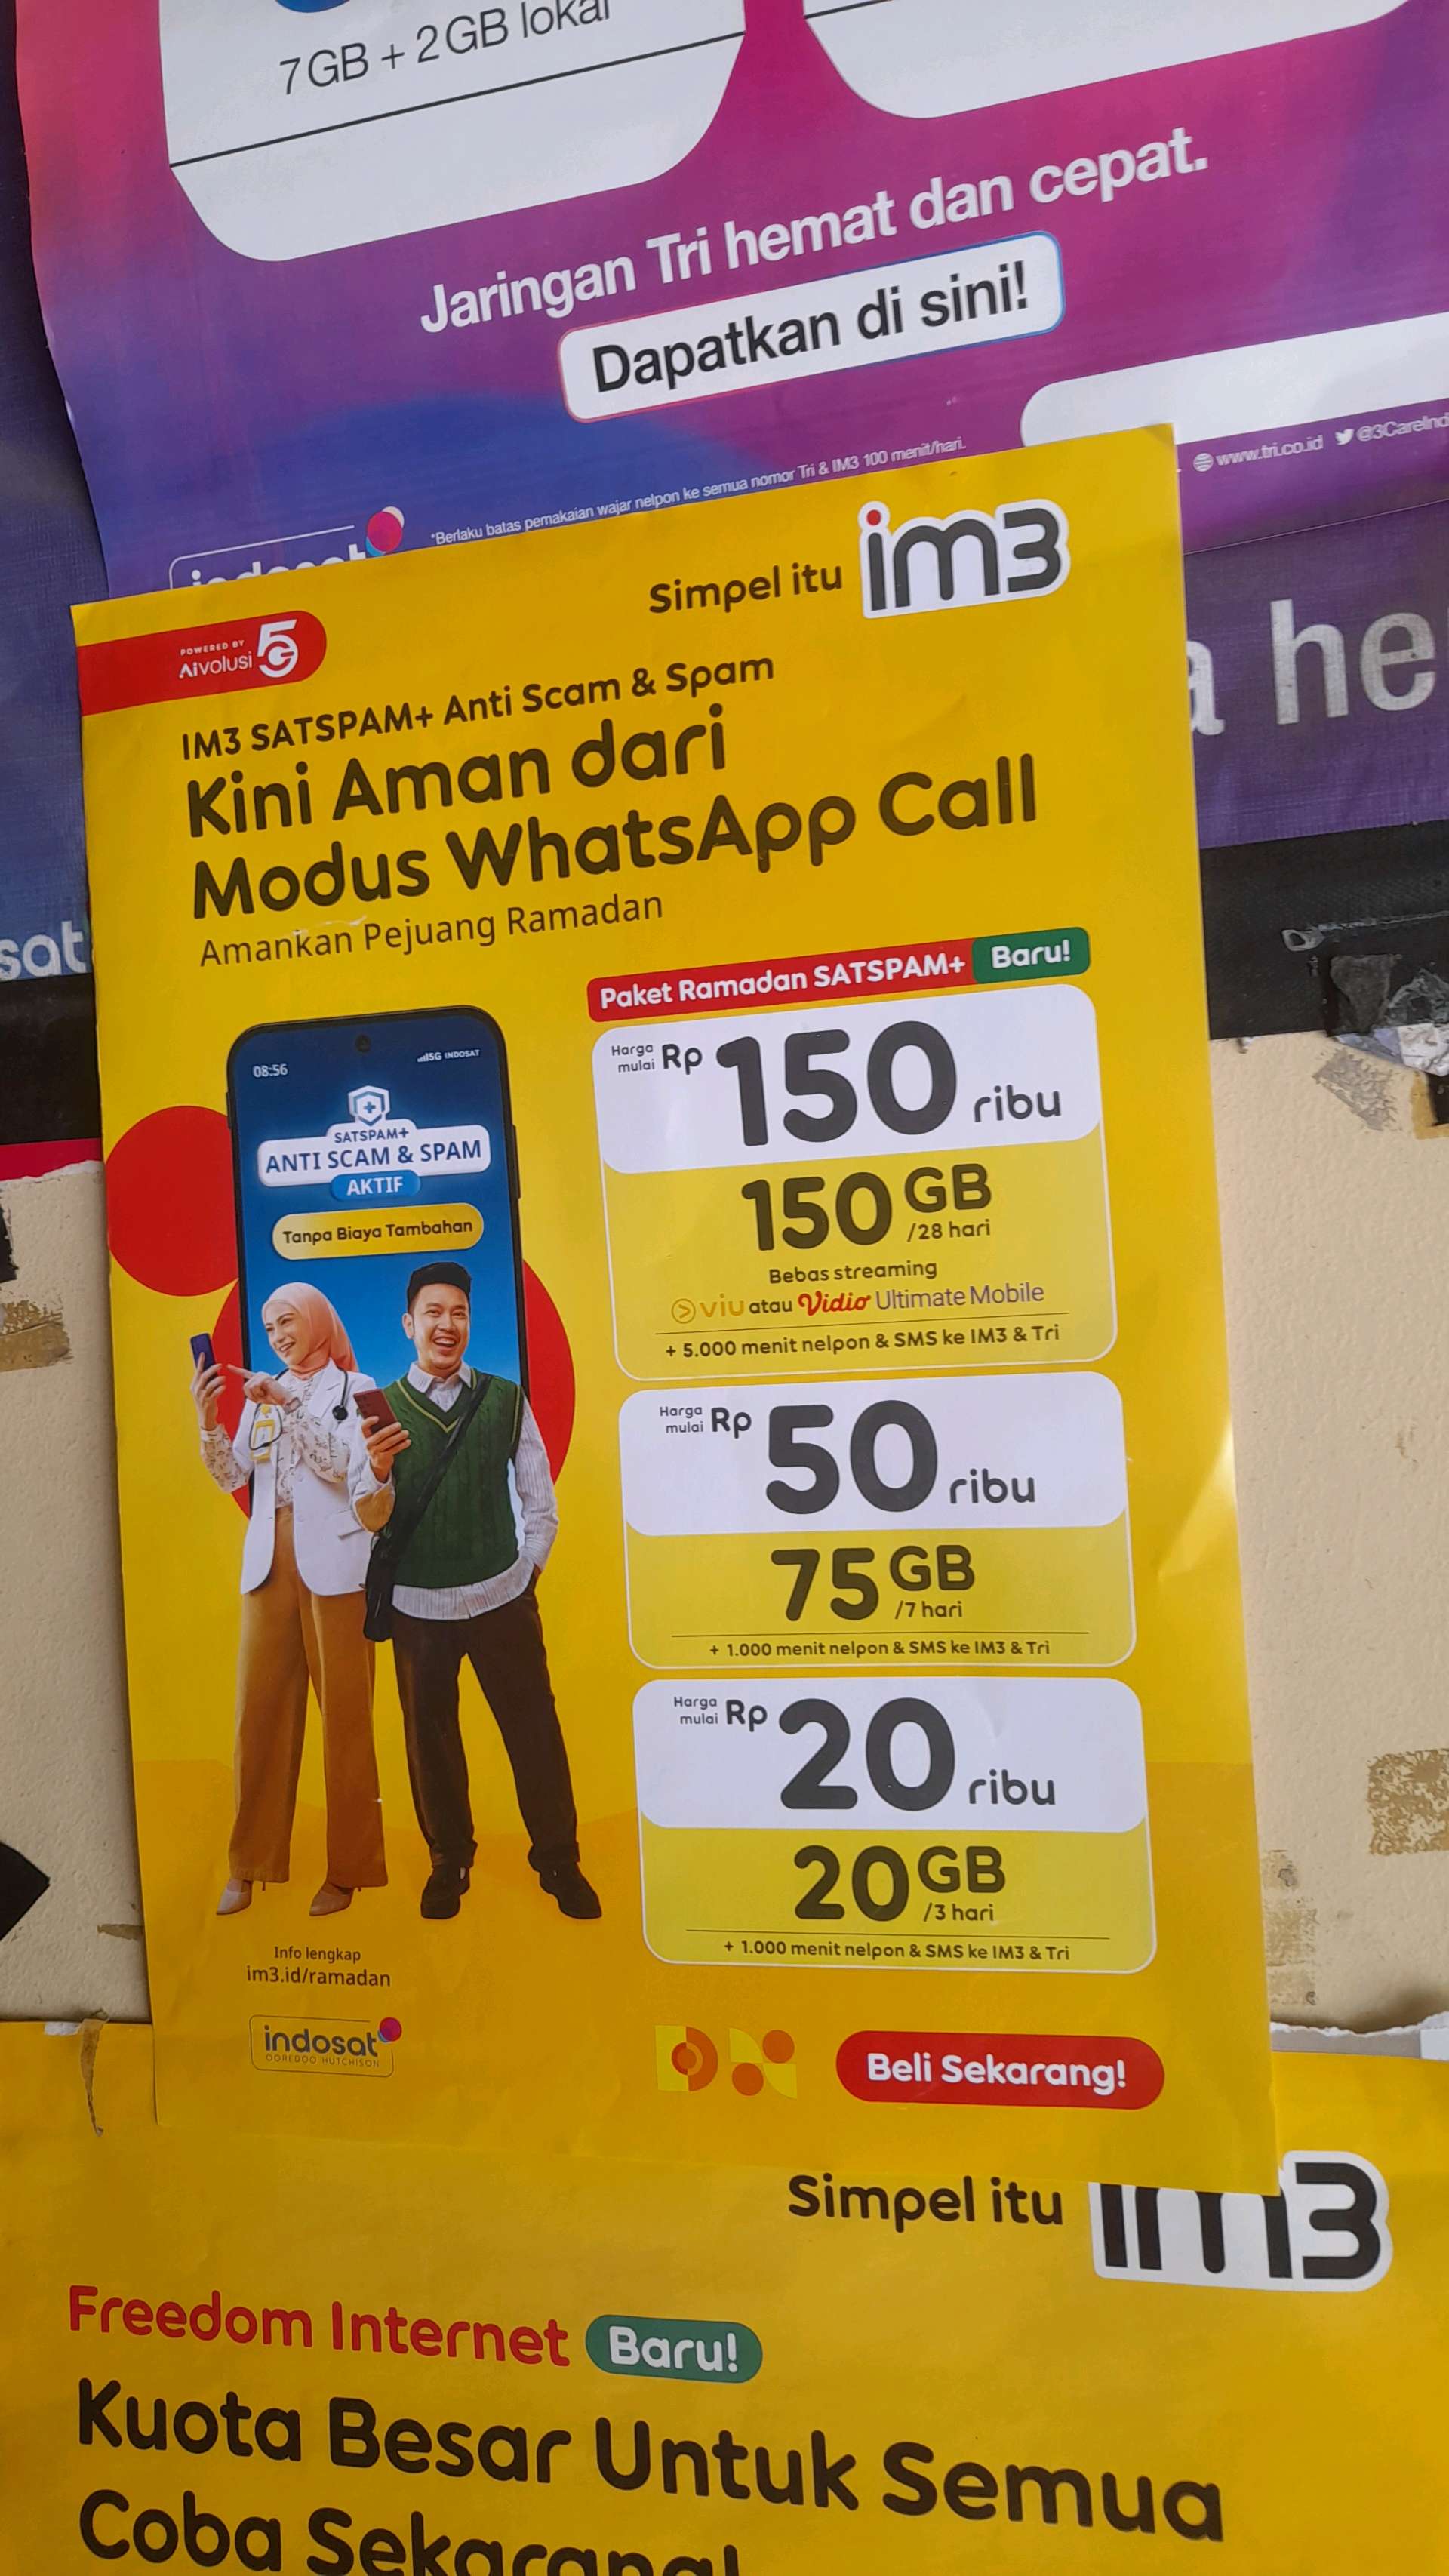 7GB + 2GB lokal
Jaringan Tri hemat dan cepat.
Dapatkan di sini!
*Berlaku batas pemakaian wajar nelpon ke semua nomor Tri & IM3 100 menit/hari.
www.tri.co.id @3CareInd
indosat
he
sat
Simpel itu im3
POWERED BY
AIvolusi 5G
IM3 SATSPAM+ Anti Scam & Spam
Kini Aman dari
Modus WhatsApp Call
Amankan Pejuang Ramadan
Paket Ramadan SATSPAM+ Baru!
Harga mulai Rp 150 ribu
150 GB /28 hari
Bebas streaming
viu atau Vidio Ultimate Mobile
+ 5.000 menit nelpon & SMS ke IM3 & Tri
Harga mulai Rp 50 ribu
75 GB /7 hari
+ 1.000 menit nelpon & SMS ke IM3 & Tri
Harga mulai Rp 20 ribu
20 GB /3 hari
+ 1.000 menit nelpon & SMS ke IM3 & Tri
08:56 5G INDOSAT
SATSPAM+
ANTI SCAM & SPAM
AKTIF
Tanpa Biaya Tambahan
Info lengkap
im3.id/ramadan
indosat
OOREDOO HUTCHISON
Beli Sekarang!
Simpel itu im3
Freedom Internet Baru!
Kuota Besar Untuk Semua
Coba Sekarang!